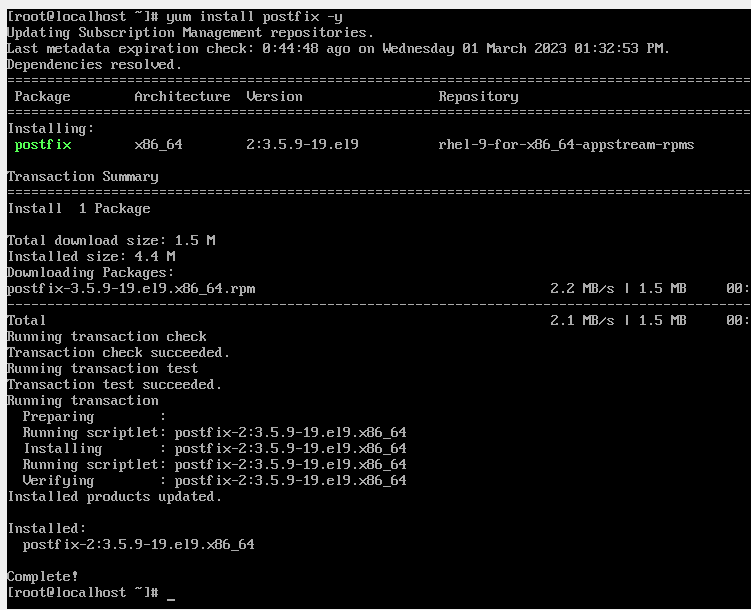 [root@localhost ~]# yum install postfix -y
Updating Subscription Management repositories.
Last metadata expiration check: 0:44:48 ago on Wednesday 01 March 2023 01:32:53 PM.
Dependencies resolved.
================================================================================
 Package        Architecture  Version                 Repository
================================================================================
Installing:
 postfix        x86_64        2:3.5.9-19.el9          rhel-9-for-x86_64-appstream-rpms

Transaction Summary
================================================================================
Install  1 Package

Total download size: 1.5 M
Installed size: 4.4 M
Downloading Packages:
postfix-3.5.9-19.el9.x86_64.rpm                                     2.2 MB/s | 1.5 MB     00:
--------------------------------------------------------------------------------
Total                                                               2.1 MB/s | 1.5 MB     00:
Running transaction check
Transaction check succeeded.
Running transaction test
Transaction test succeeded.
Running transaction
  Preparing        :
  Running scriptlet: postfix-2:3.5.9-19.el9.x86_64
  Installing       : postfix-2:3.5.9-19.el9.x86_64
  Running scriptlet: postfix-2:3.5.9-19.el9.x86_64
  Verifying        : postfix-2:3.5.9-19.el9.x86_64
Installed products updated.

Installed:
  postfix-2:3.5.9-19.el9.x86_64

Complete!
[root@localhost ~]# _